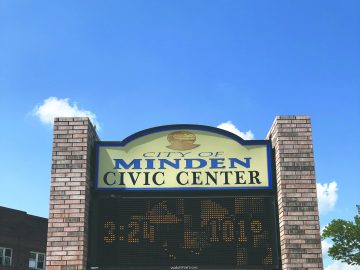 CITY OF
MINDEN
CIVIC CENTER
3:24 101°